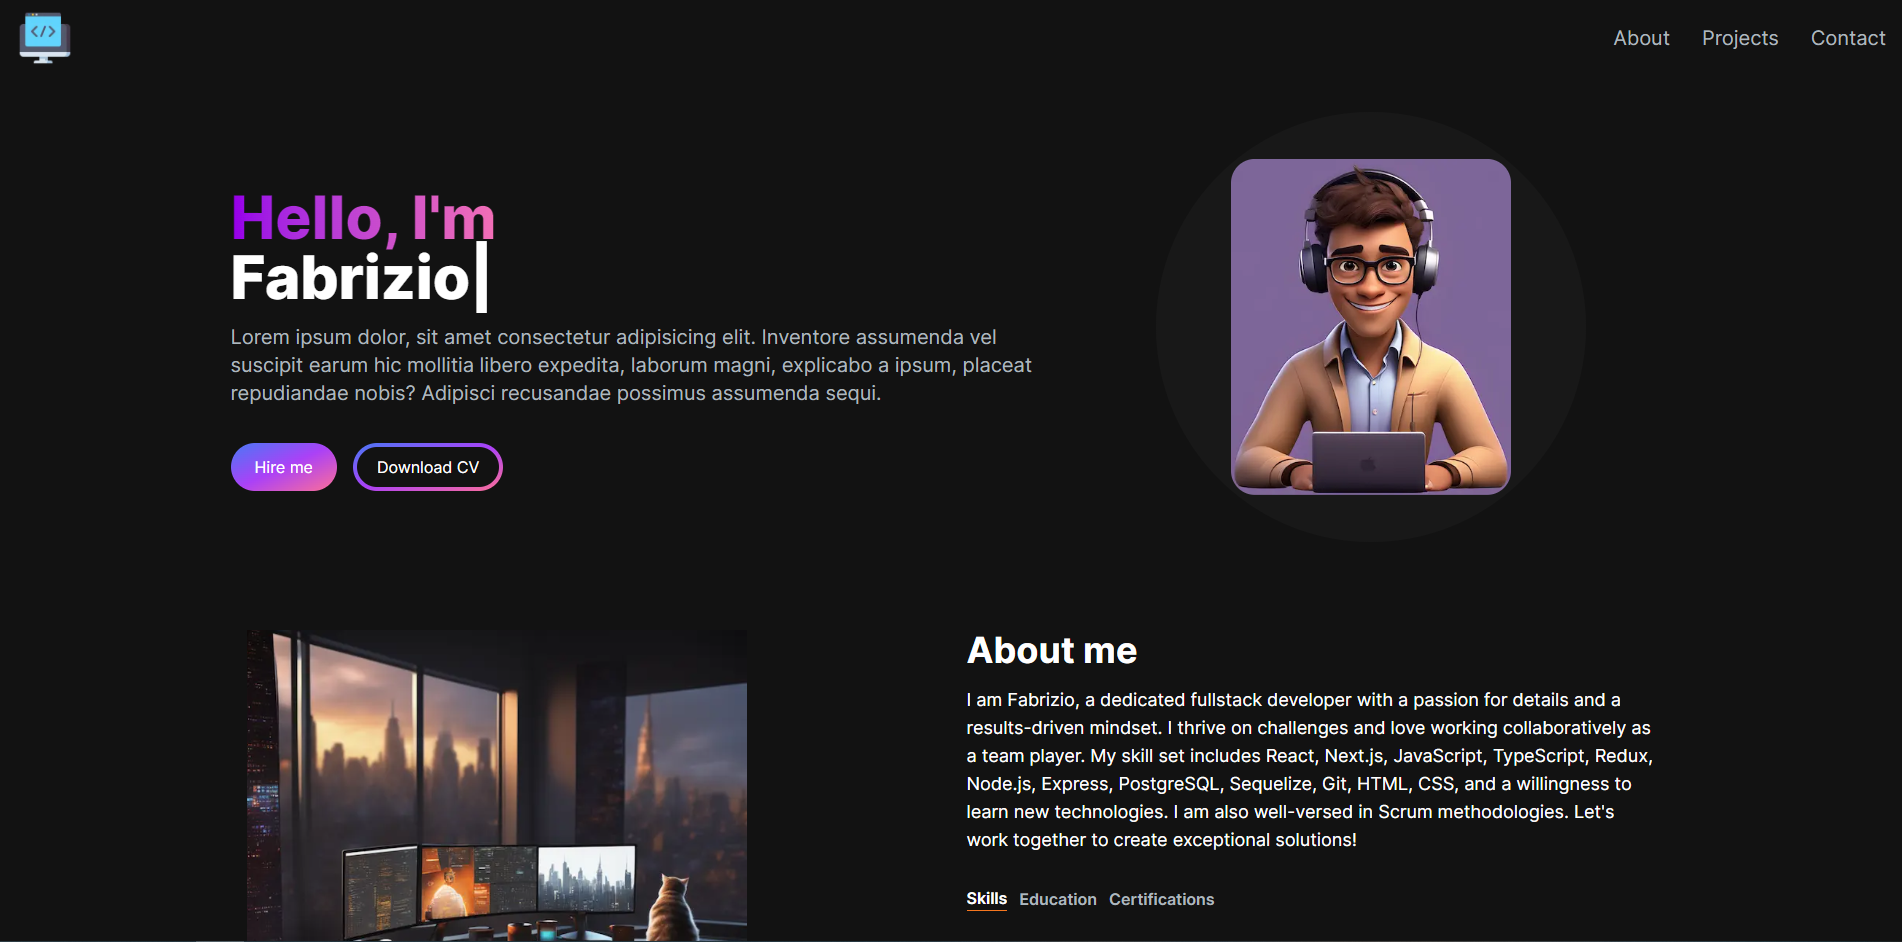 </>
About Projects Contact
Hello, I'm
Fabrizio|
Lorem ipsum dolor, sit amet consectetur adipisicing elit. Inventore assumenda vel
suscipit earum hic mollitia libero expedita, laborum magni, explicabo a ipsum, placeat
repudiandae nobis? Adipisci recusandae possimus assumenda sequi.
Hire me
Download CV
About me
I am Fabrizio, a dedicated fullstack developer with a passion for details and a
results-driven mindset. I thrive on challenges and love working collaboratively as
a team player. My skill set includes React, Next.js, JavaScript, TypeScript, Redux,
Node.js, Express, PostgreSQL, Sequelize, Git, HTML, CSS, and a willingness to
learn new technologies. I am also well-versed in Scrum methodologies. Let's
work together to create exceptional solutions!
Skills Education Certifications